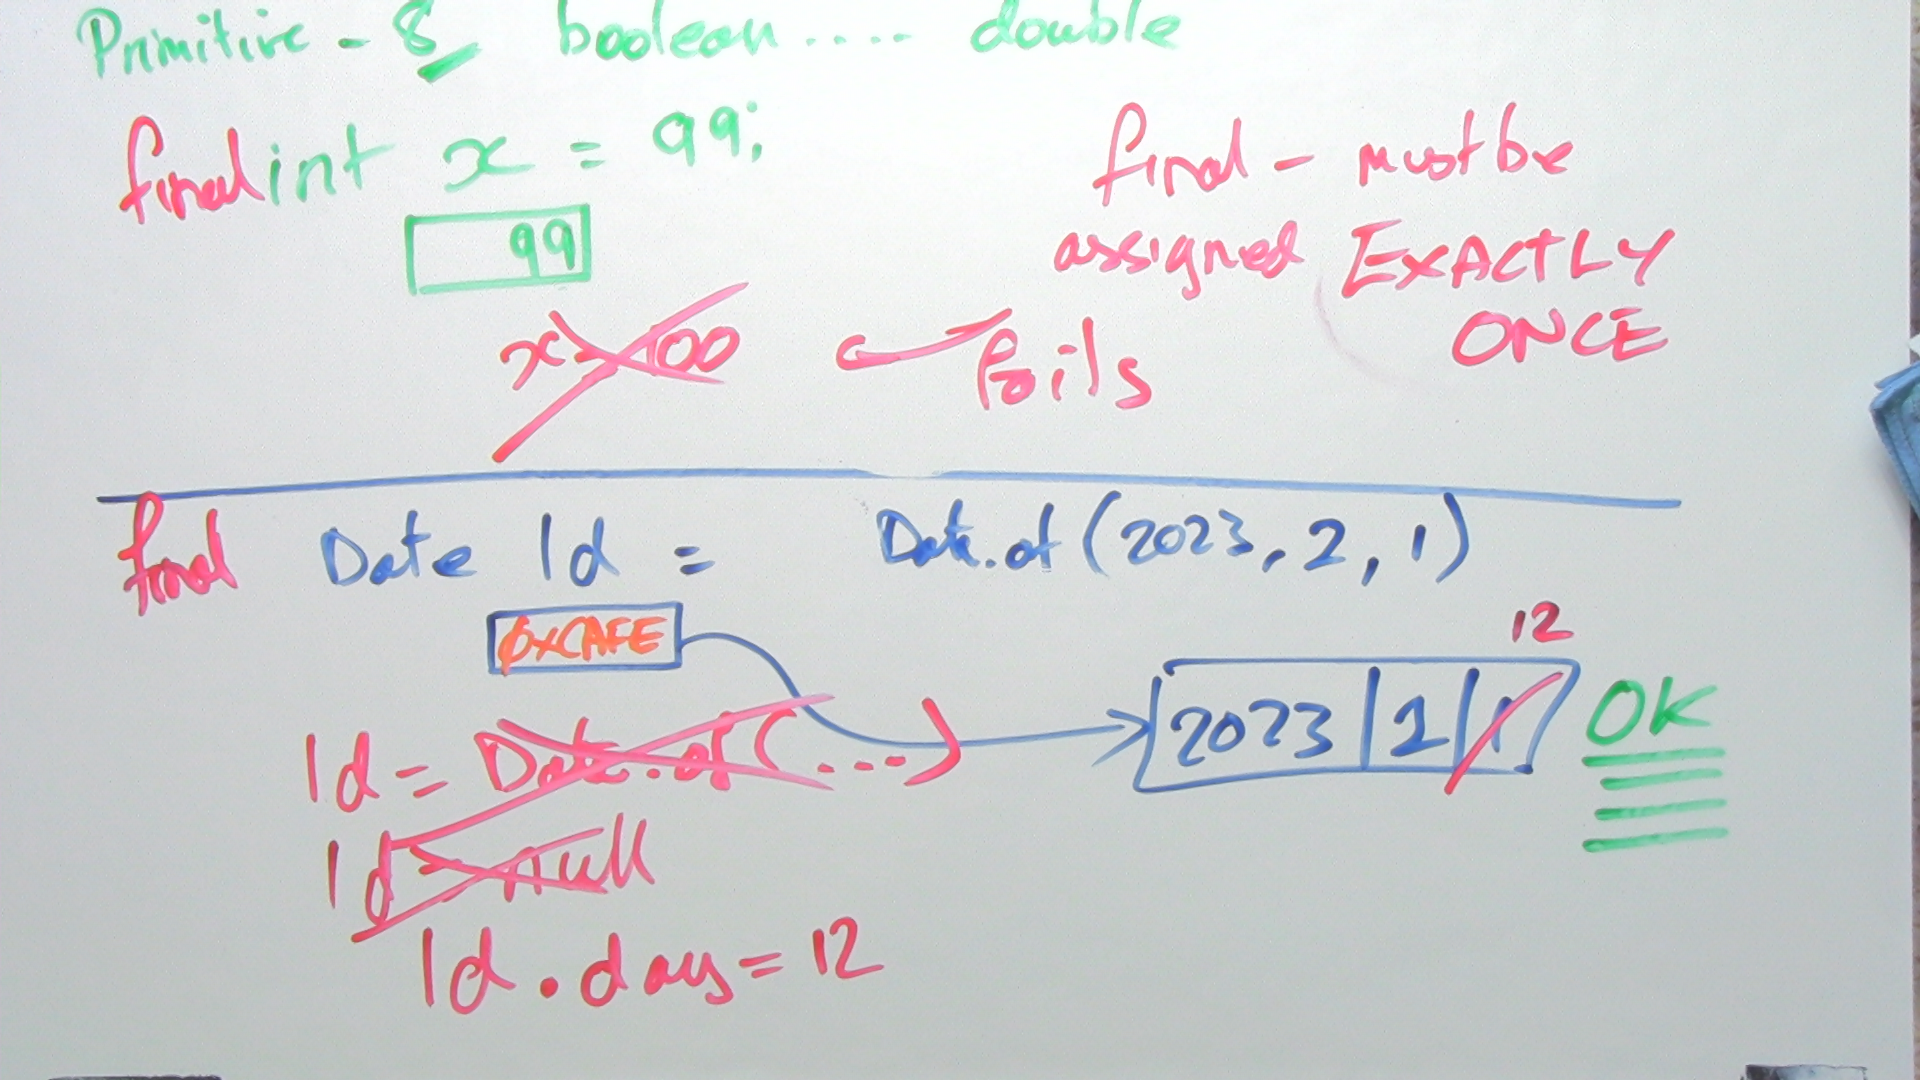 Primitive - 8 boolean .... double
final int x = 99;
99
final - must be
assigned EXACTLY
ONCE
x = 100
fails
final Date ld = Date.of (2023, 2, 1)
0xCAFE
12
2023 2 1
OK
ld = Date.of (....)
ld = null
ld.day = 12